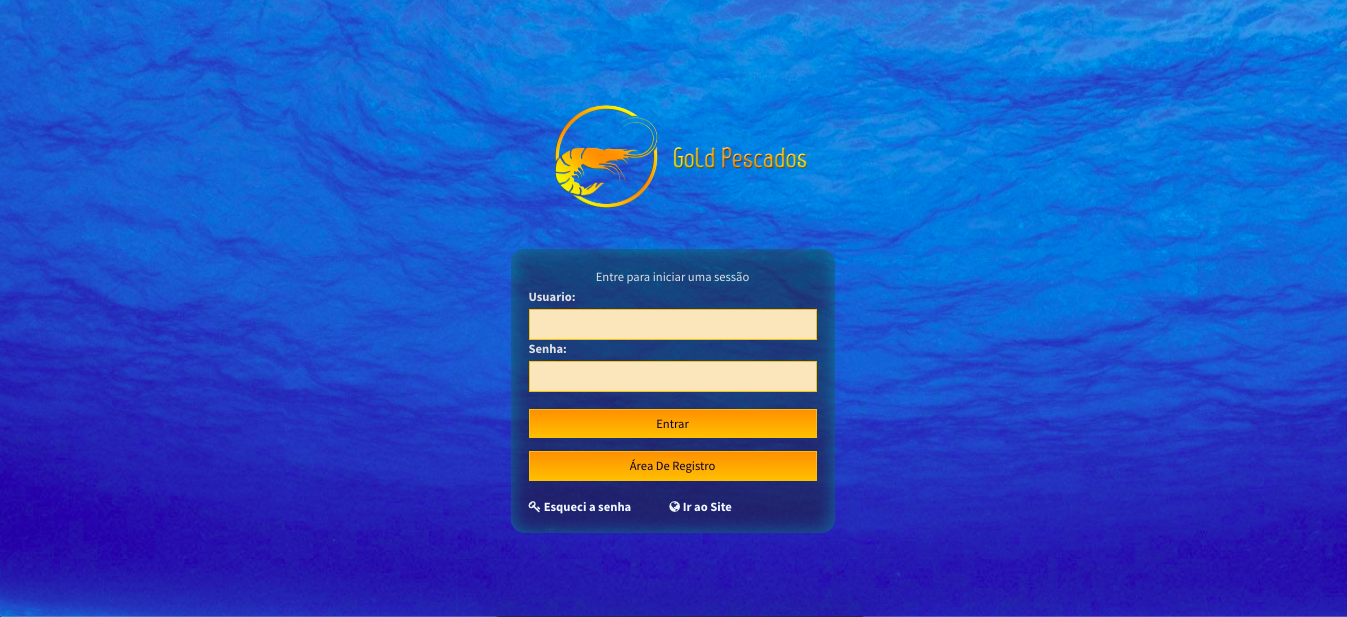 GoLd Pescados
Entre para iniciar uma sessão
Usuario:
Senha:
Entrar
Área De Registro
Esqueci a senha
Ir ao Site